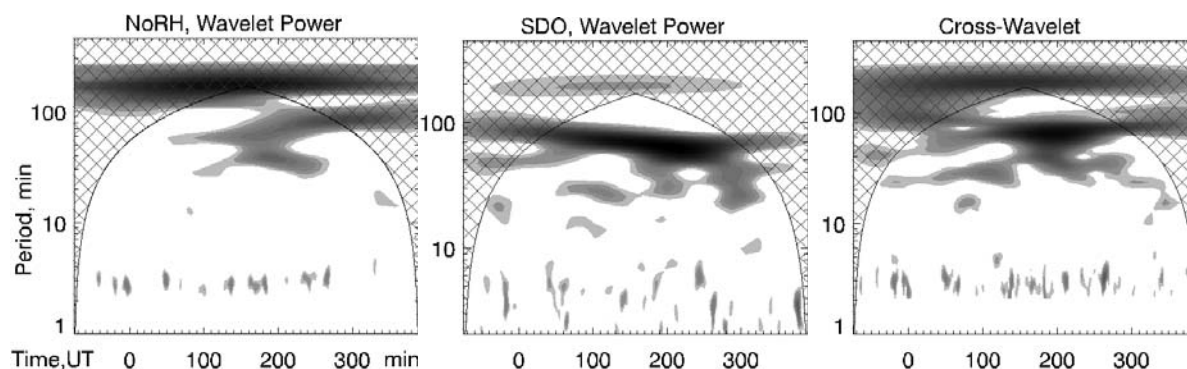 NoRH, Wavelet Power
SDO, Wavelet Power
Cross-Wavelet
Period, min
100
10
1
100
10
100
10
1
Time,UT 0 100 200 300 min
0 100 200 300
0 100 200 300